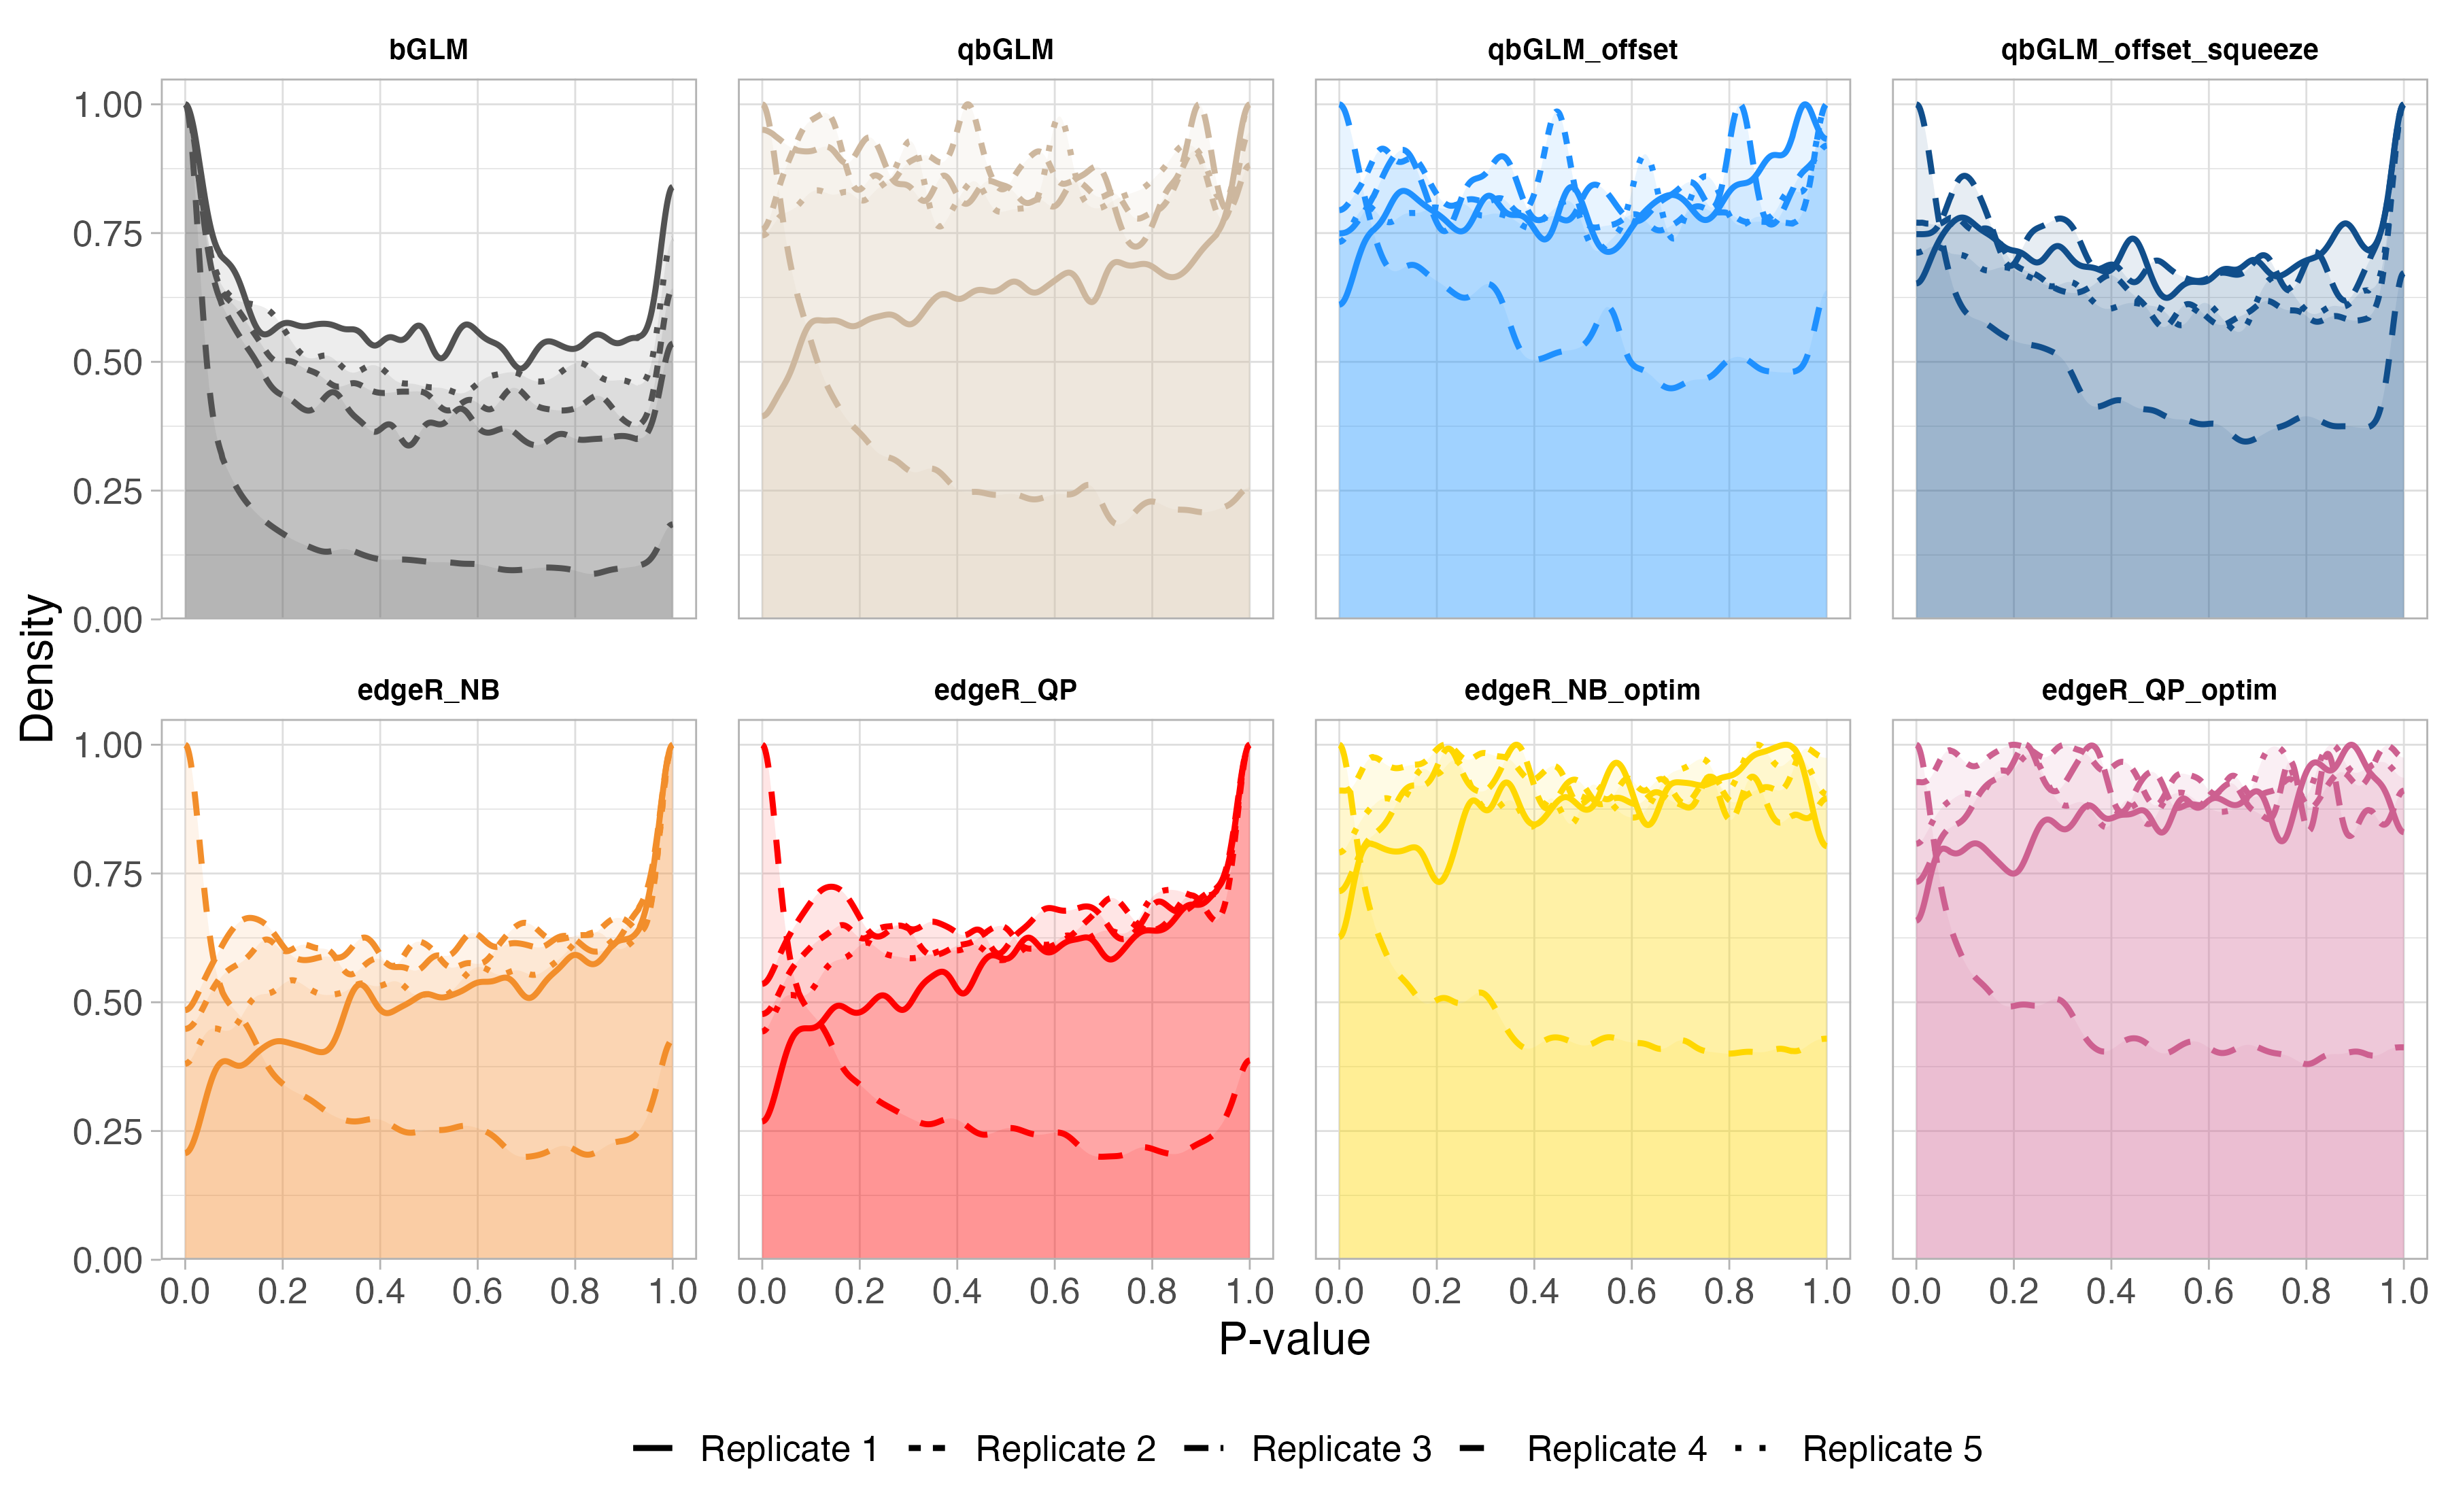 bGLM qbGLM qbGLM_offset qbGLM_offset_squeeze
1.00
0.75
0.50
0.25
0.00
Density
edgeR_NB edgeR_QP edgeR_NB_optim edgeR_QP_optim
1.00
0.75
0.50
0.25
0.00
0.0 0.2 0.4 0.6 0.8 1.0 0.0 0.2 0.4 0.6 0.8 1.0 0.0 0.2 0.4 0.6 0.8 1.0 0.0 0.2 0.4 0.6 0.8 1.0
P-value
Replicate 1 Replicate 2 Replicate 3 Replicate 4 Replicate 5